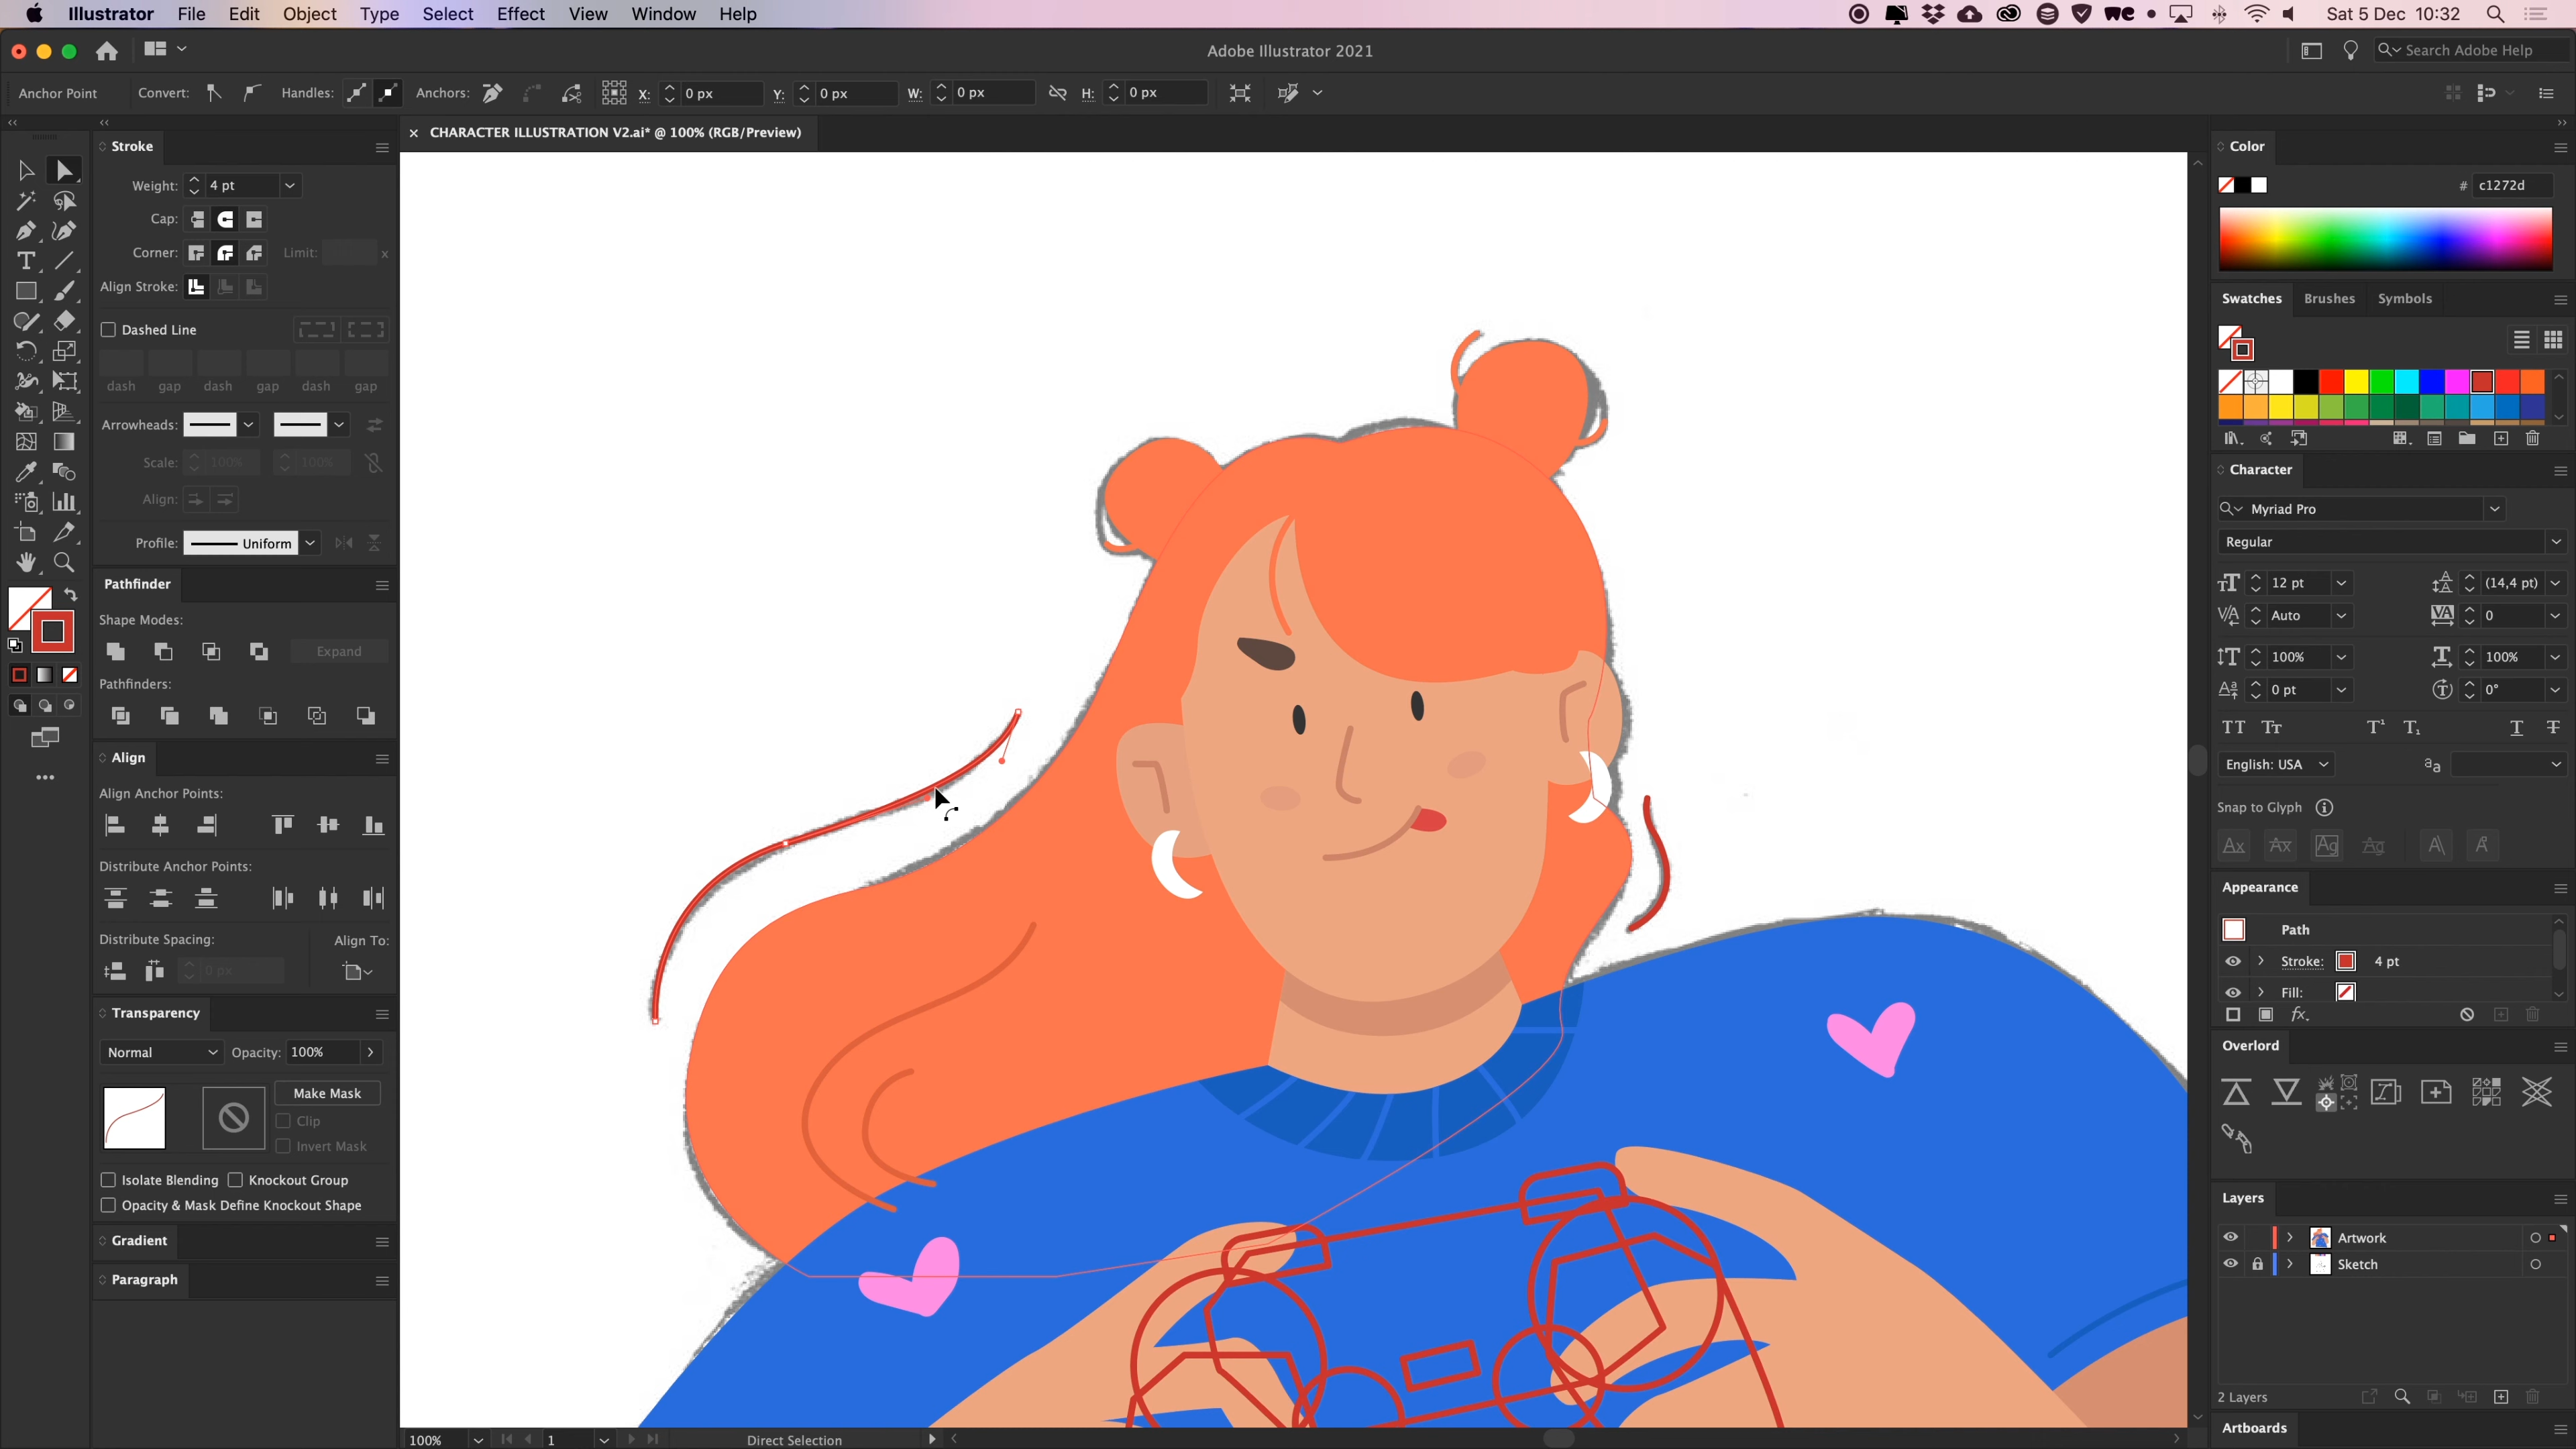 Illustrator File Edit Object Type Select Effect View Window Help
Sat 5 Dec 10:32
Adobe Illustrator 2021
Search Adobe Help
Anchor Point Convert: Handles: Anchors: X: 0 px Y: 0 px W: 0 px H: 0 px
× CHARACTER ILLUSTRATION V2.ai* @ 100% (RGB/Preview)
Stroke
Weight: 4 pt
Cap:
Corner: Limit: x
Align Stroke:
Dashed Line
dash gap dash gap dash gap
Arrowheads:
Scale: 100% 100%
Align:
Profile: Uniform
Pathfinder
Shape Modes:
Expand
Pathfinders:
Align
Align Anchor Points:
Distribute Anchor Points:
Distribute Spacing: Align To:
0 px
Transparency
Normal Opacity: 100%
Make Mask
Clip
Invert Mask
Isolate Blending Knockout Group
Opacity & Mask Define Knockout Shape
Gradient
Paragraph
100% 1 Direct Selection
Color
# c1272d
Swatches Brushes Symbols
Character
Myriad Pro
Regular
12 pt (14,4 pt)
Auto 0
100% 100%
0 pt 0°
English: USA
Snap to Glyph
Appearance
Path
Stroke: 4 pt
Fill:
Overlord
Layers
Artwork
Sketch
2 Layers
Artboards